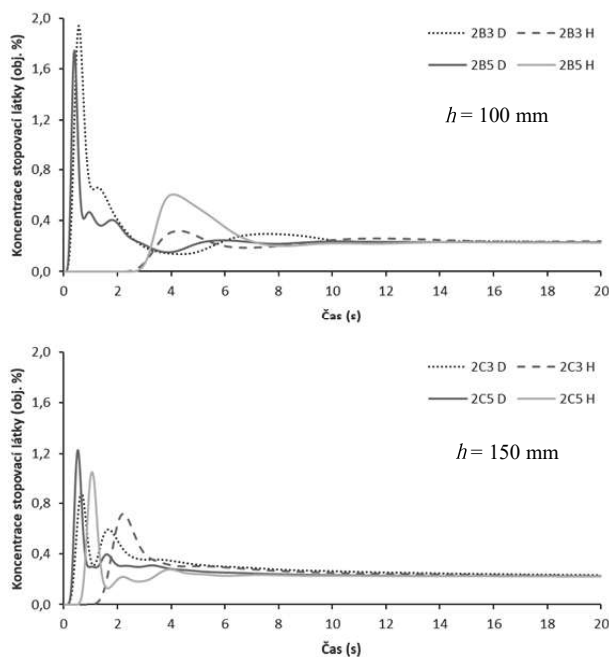 Koncentrace stopovací látky (obj. %)
2,0
1,6
1,2
0,8
0,4
0,0
2B3 D
2B3 H
2B5 D
2B5 H
h = 100 mm
0 2 4 6 8 10 12 14 16 18 20
Čas (s)
Koncentrace stopovací látky (obj. %)
2,0
1,6
1,2
0,8
0,4
0,0
2C3 D
2C3 H
2C5 D
2C5 H
h = 150 mm
0 2 4 6 8 10 12 14 16 18 20
Čas (s)